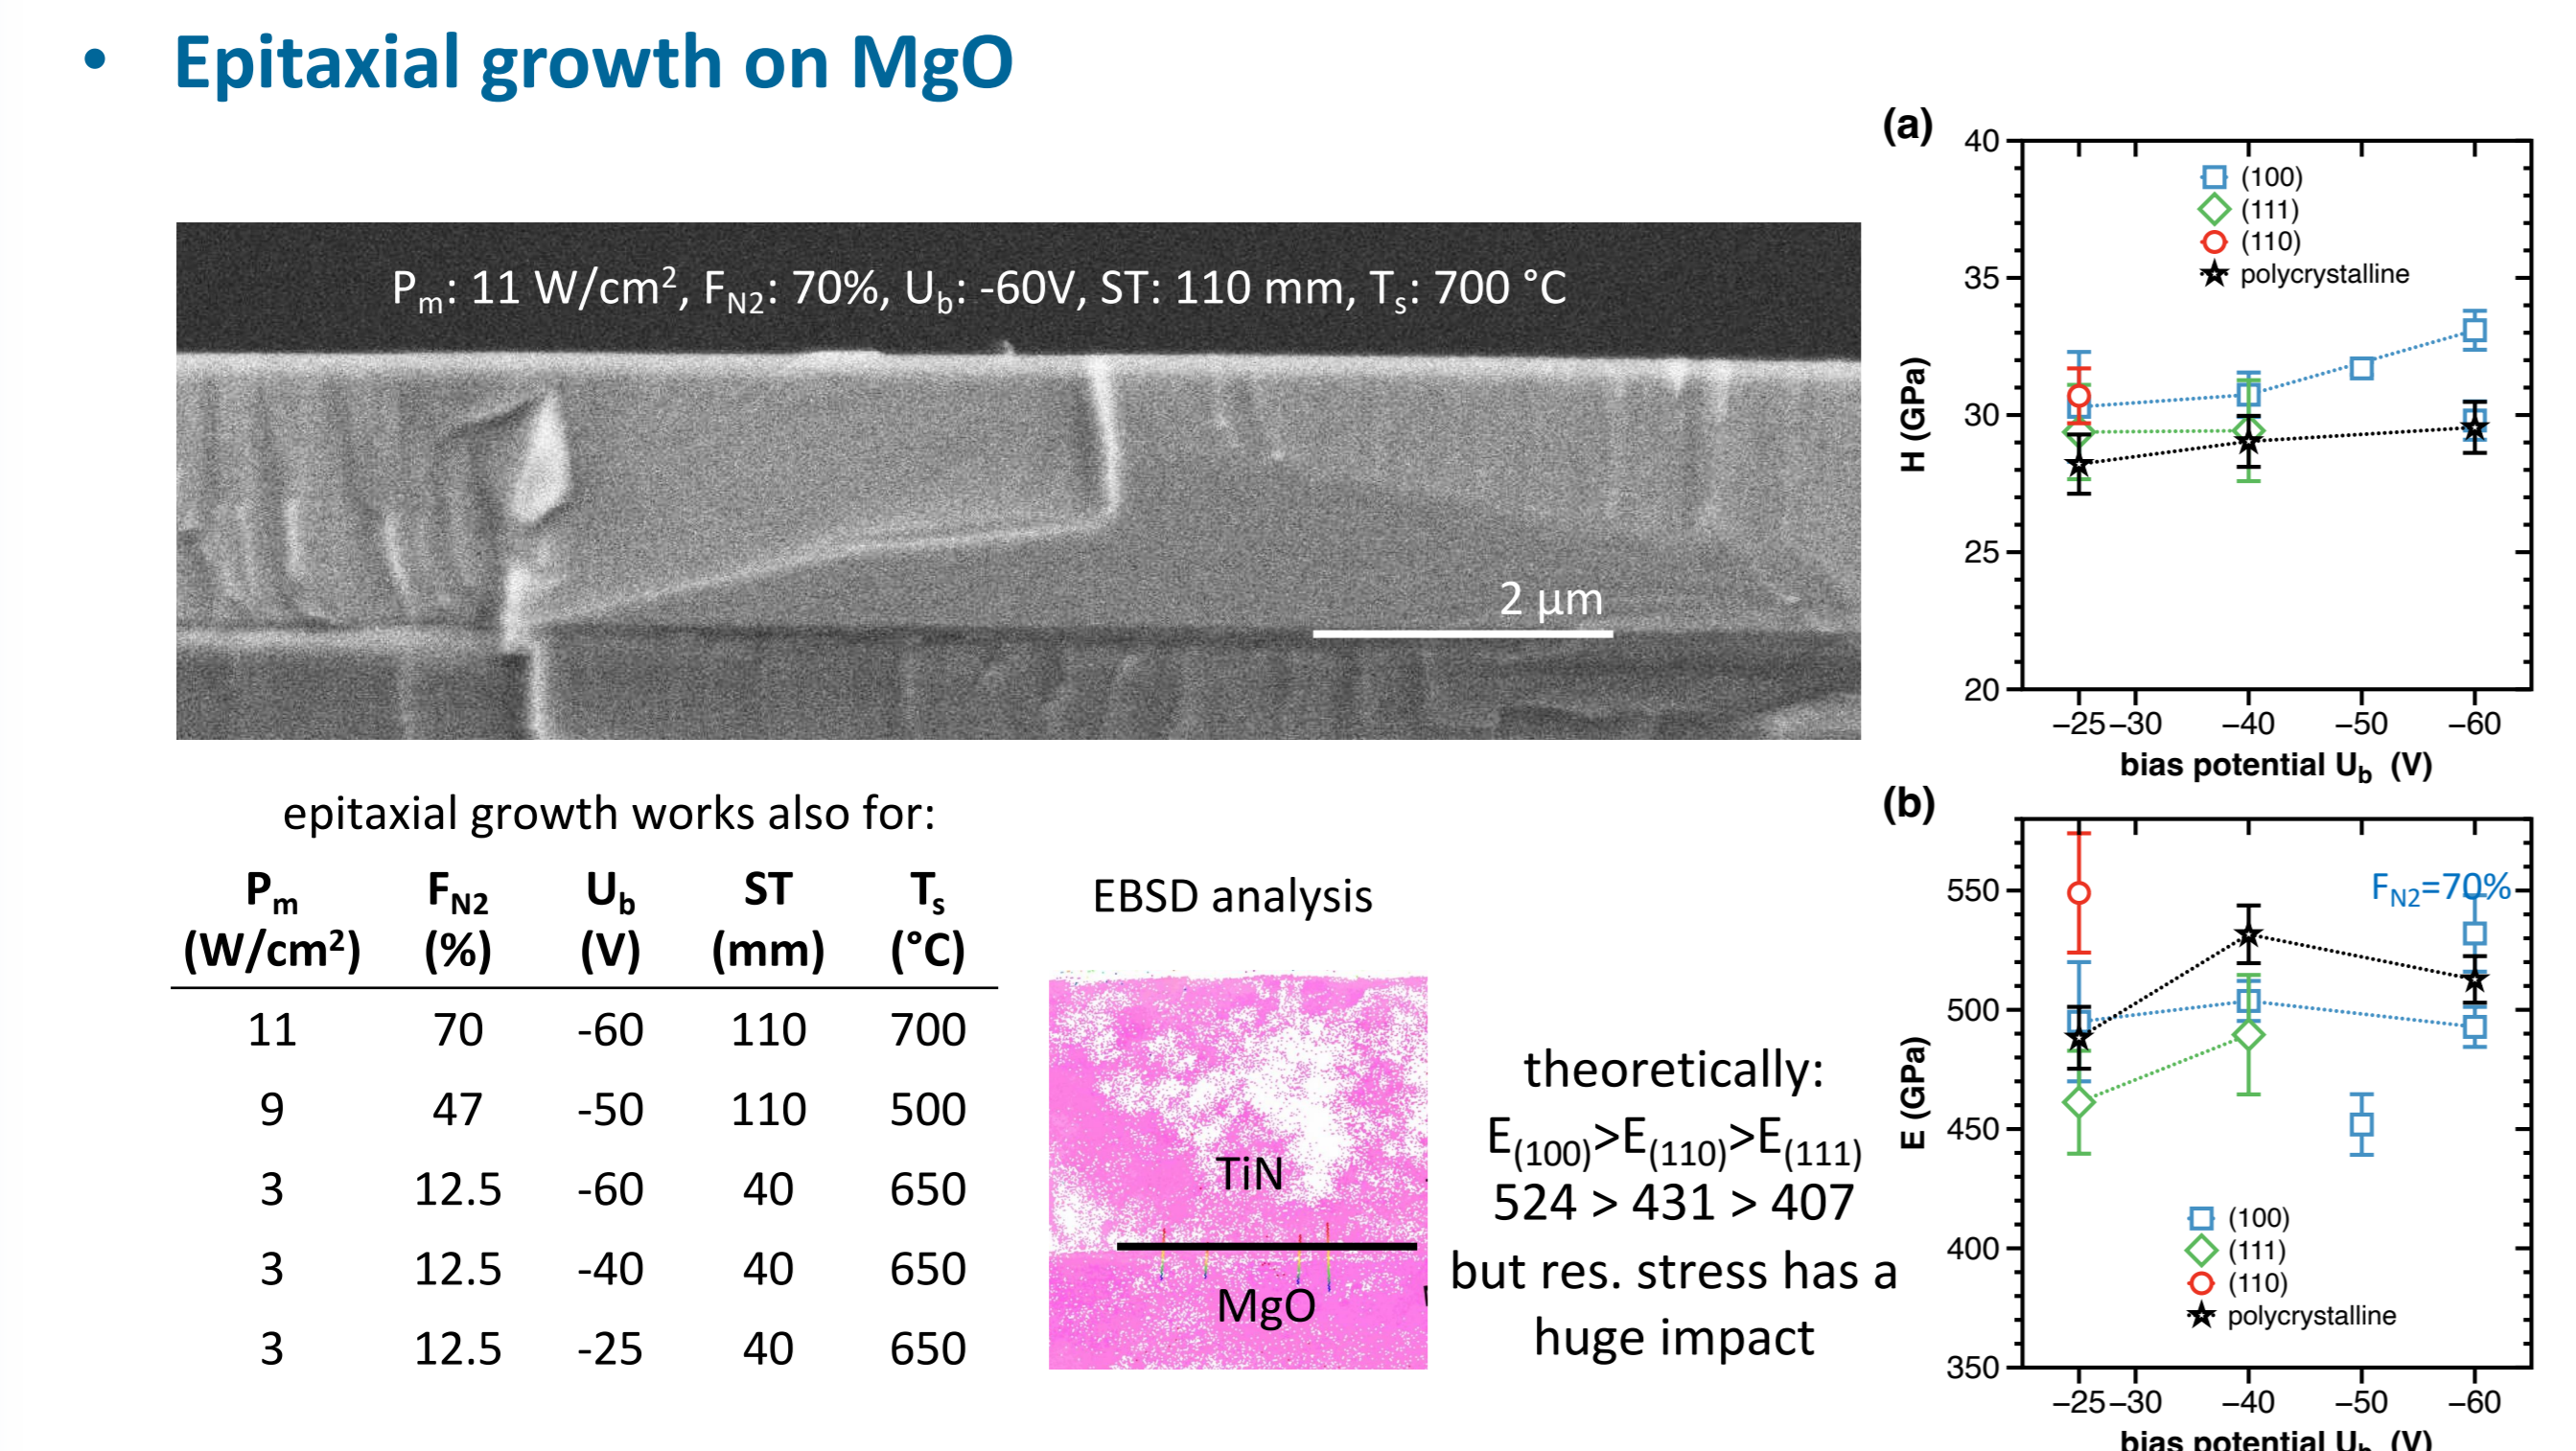 • Epitaxial growth on MgO
Pm: 11 W/cm², FN2: 70%, Ub: -60V, ST: 110 mm, Ts: 700 °C
2 µm
epitaxial growth works also for:
Pm FN2 Ub ST Ts
(W/cm²) (%) (V) (mm) (°C)
11 70 -60 110 700
9 47 -50 110 500
3 12.5 -60 40 650
3 12.5 -40 40 650
3 12.5 -25 40 650
EBSD analysis
TiN
MgO
theoretically:
E(100)>E(110)>E(111)
524 > 431 > 407
but res. stress has a
huge impact
(a)
40
35
30
25
20
H (GPa)
(100)
(111)
(110)
polycrystalline
−25 −30 −40 −50 −60
bias potential Ub (V)
(b)
550
500
450
400
350
E (GPa)
FN2=70%
(100)
(111)
(110)
polycrystalline
−25 −30 −40 −50 −60
bias potential Ub (V)